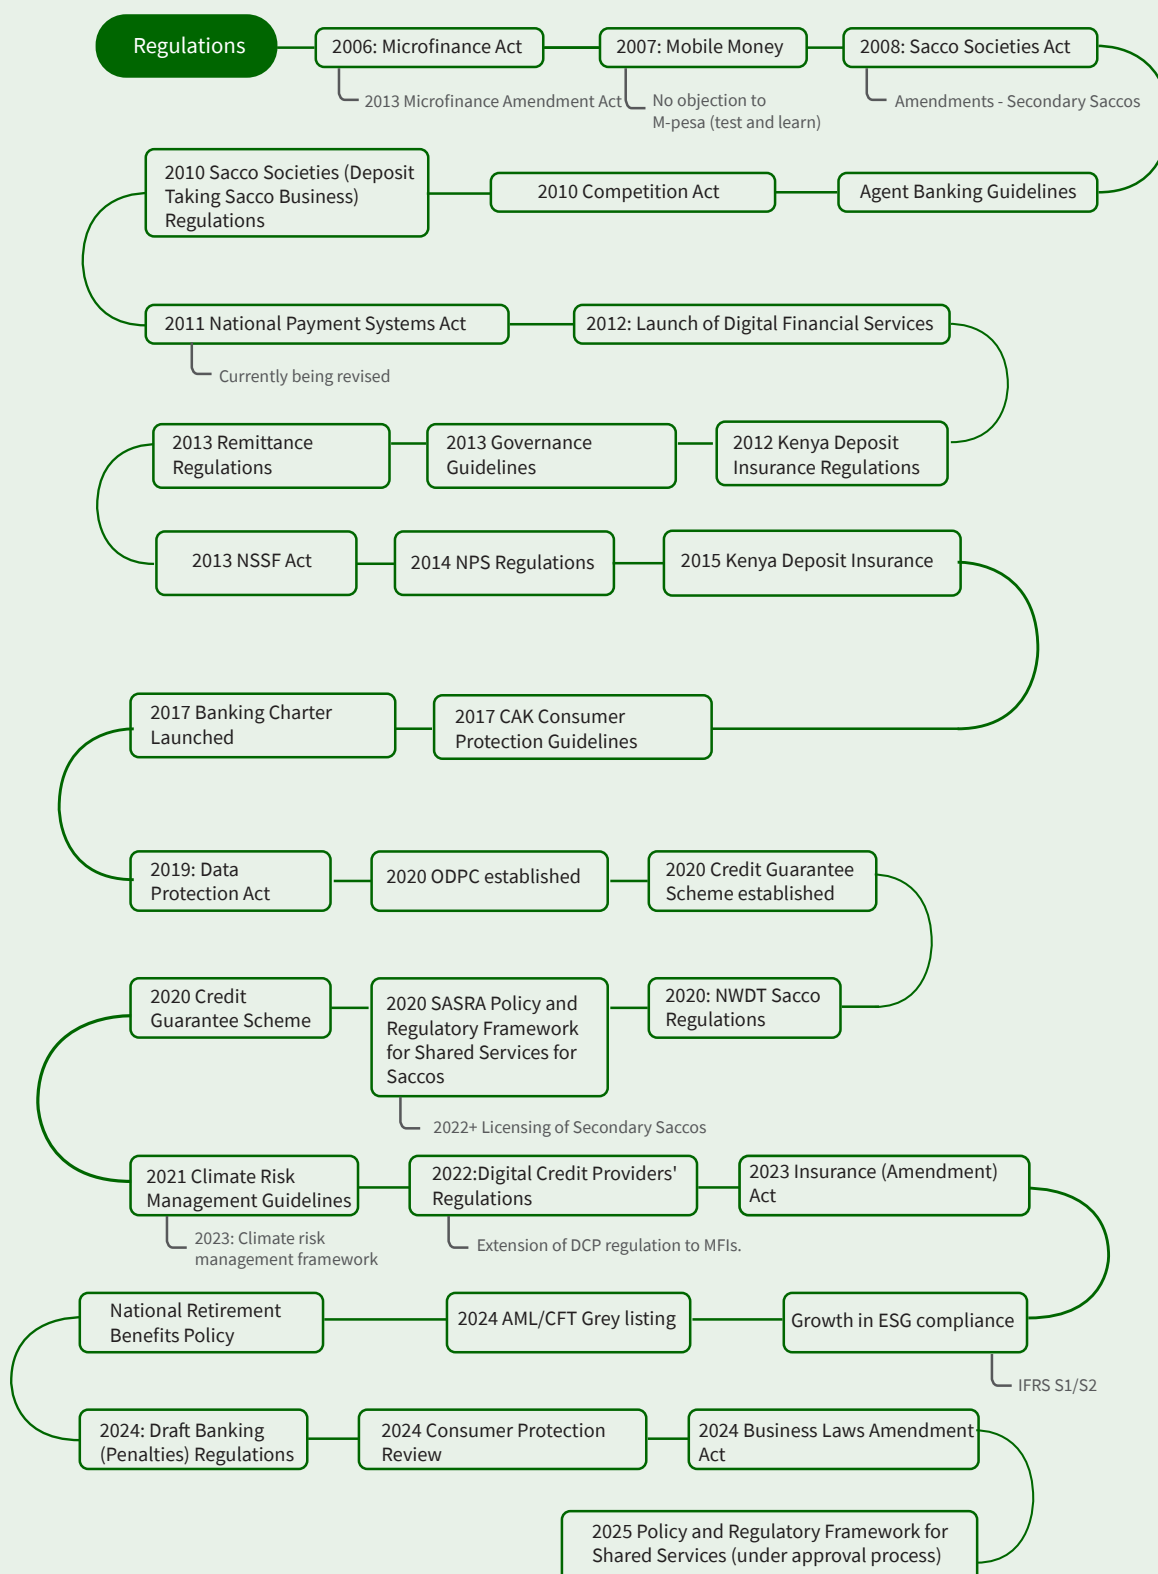 Regulations
2006: Microfinance Act
2007: Mobile Money
2008: Sacco Societies Act
2013 Microfinance Amendment Act
No objection to
M-pesa (test and learn)
Amendments - Secondary Saccos
Agent Banking Guidelines
2010 Competition Act
2010 Sacco Societies (Deposit
Taking Sacco Business)
Regulations
2011 National Payment Systems Act
Currently being revised
2012: Launch of Digital Financial Services
2012 Kenya Deposit
Insurance Regulations
2013 Governance
Guidelines
2013 Remittance
Regulations
2013 NSSF Act
2014 NPS Regulations
2015 Kenya Deposit Insurance
2017 CAK Consumer
Protection Guidelines
2017 Banking Charter
Launched
2019: Data
Protection Act
2020 ODPC established
2020 Credit Guarantee
Scheme established
2020: NWDT Sacco
Regulations
2020 SASRA Policy and
Regulatory Framework
for Shared Services for
Saccos
2022+ Licensing of Secondary Saccos
2020 Credit
Guarantee Scheme
2021 Climate Risk
Management Guidelines
2023: Climate risk
management framework
2022:Digital Credit Providers'
Regulations
Extension of DCP regulation to MFIs.
2023 Insurance (Amendment)
Act
Growth in ESG compliance
IFRS S1/S2
2024 AML/CFT Grey listing
National Retirement
Benefits Policy
2024: Draft Banking
(Penalties) Regulations
2024 Consumer Protection
Review
2024 Business Laws Amendment
Act
2025 Policy and Regulatory Framework for
Shared Services (under approval process)